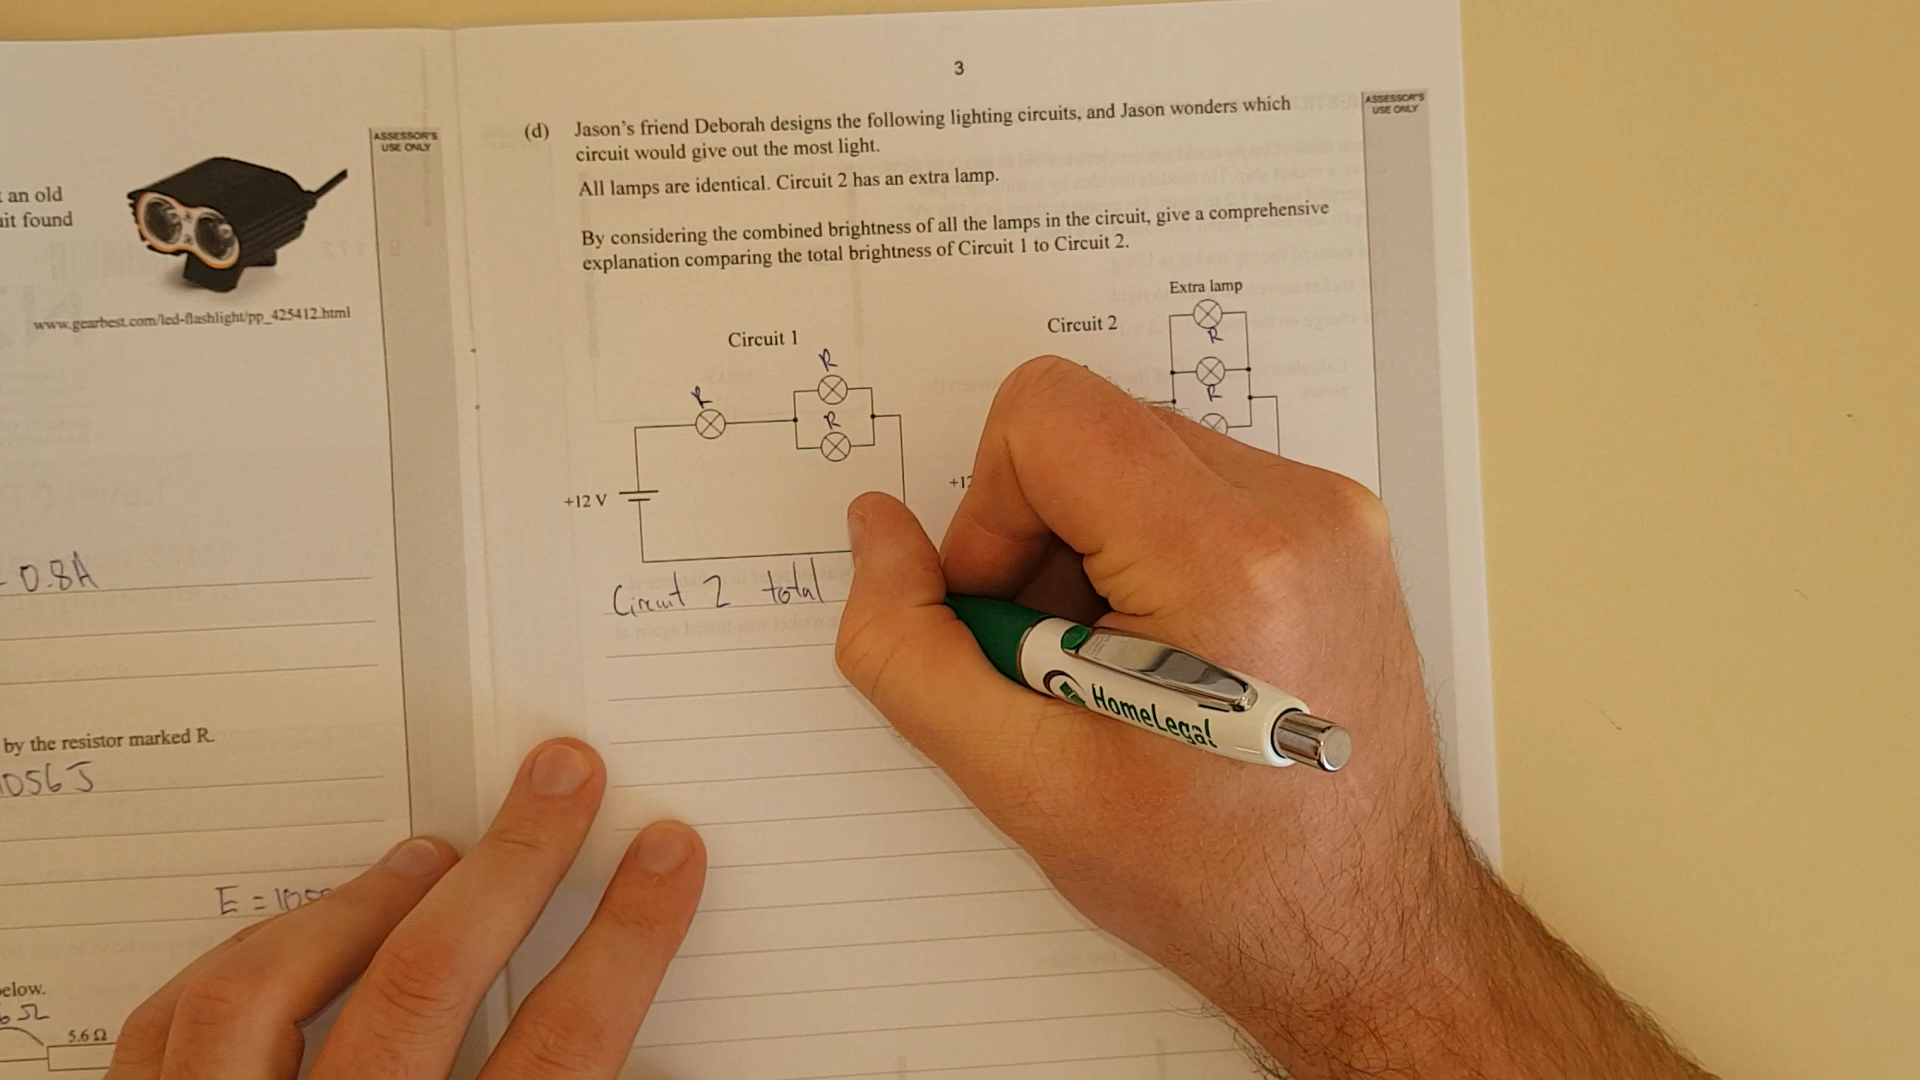 3
ASSESSOR'S
USE ONLY
an old
found
www.gearbest.com/led-flashlight/pp_425412.html
0.8A
by the resistor marked R.
1056 J
E =
5.6 Ω
ASSESSOR'S
USE ONLY
(d) Jason's friend Deborah designs the following lighting circuits, and Jason wonders which
circuit would give out the most light.
All lamps are identical. Circuit 2 has an extra lamp.
By considering the combined brightness of all the lamps in the circuit, give a comprehensive
explanation comparing the total brightness of Circuit 1 to Circuit 2.
Circuit 1
R
R
R
+12 V
Circuit 2
Extra lamp
R
R
Circuit 2 total
HomeLegal